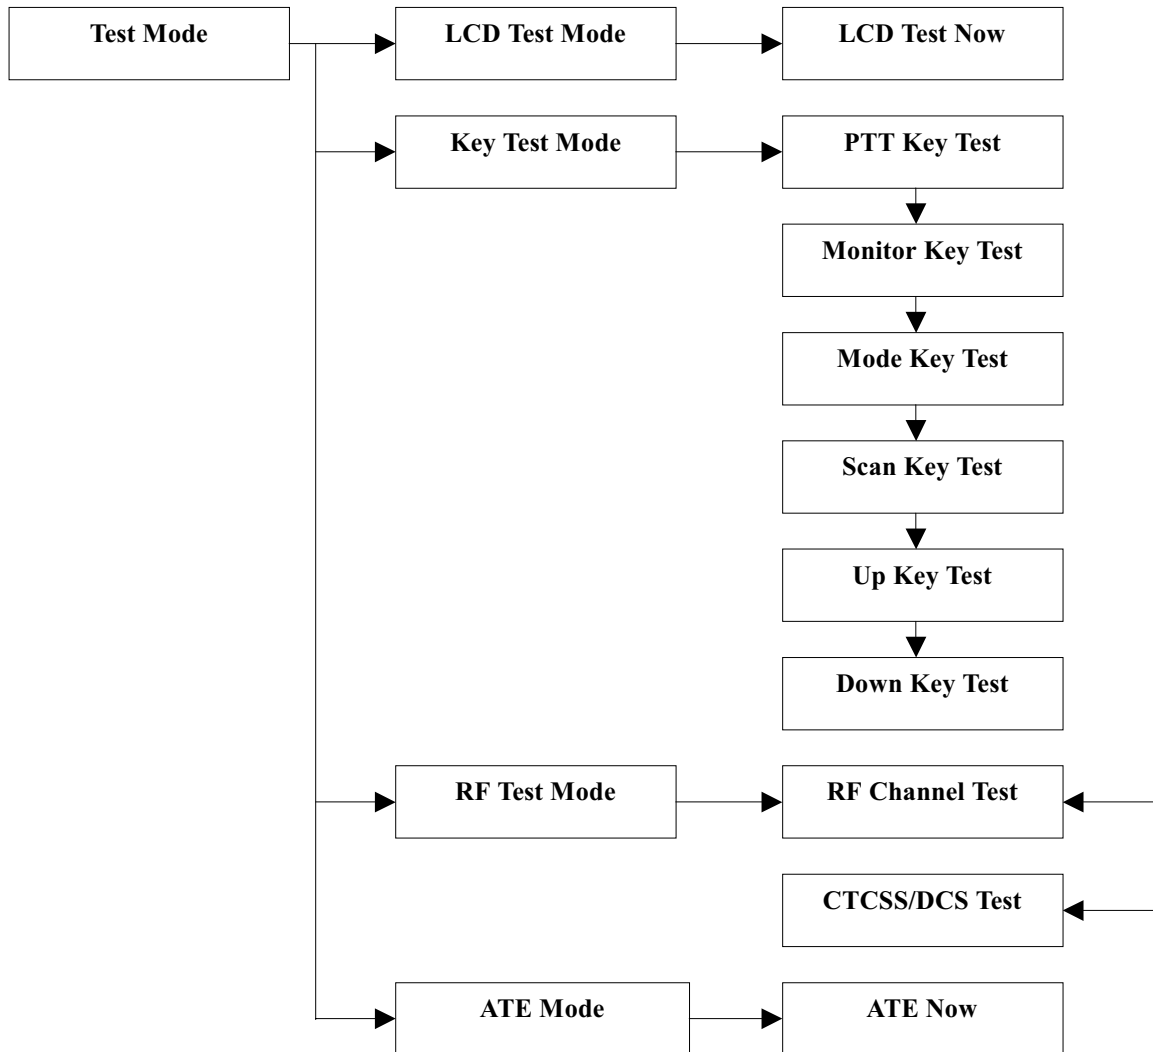 Test Mode
LCD Test Mode
LCD Test Now
Key Test Mode
PTT Key Test
Monitor Key Test
Mode Key Test
Scan Key Test
Up Key Test
Down Key Test
RF Test Mode
RF Channel Test
CTCSS/DCS Test
ATE Mode
ATE Now